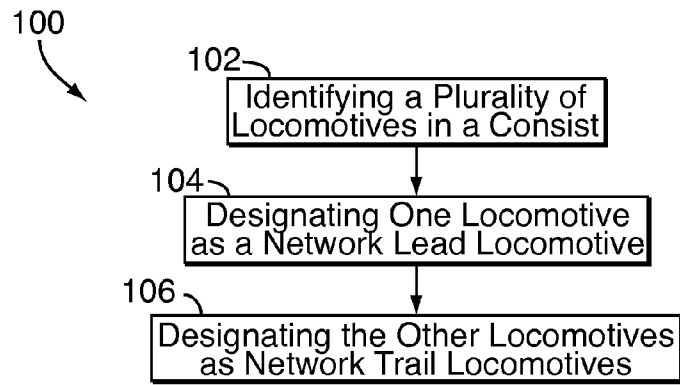 100
102
Identifying a Plurality of
Locomotives in a Consist
104
Designating One Locomotive
as a Network Lead Locomotive
106
Designating the Other Locomotives
as Network Trail Locomotives